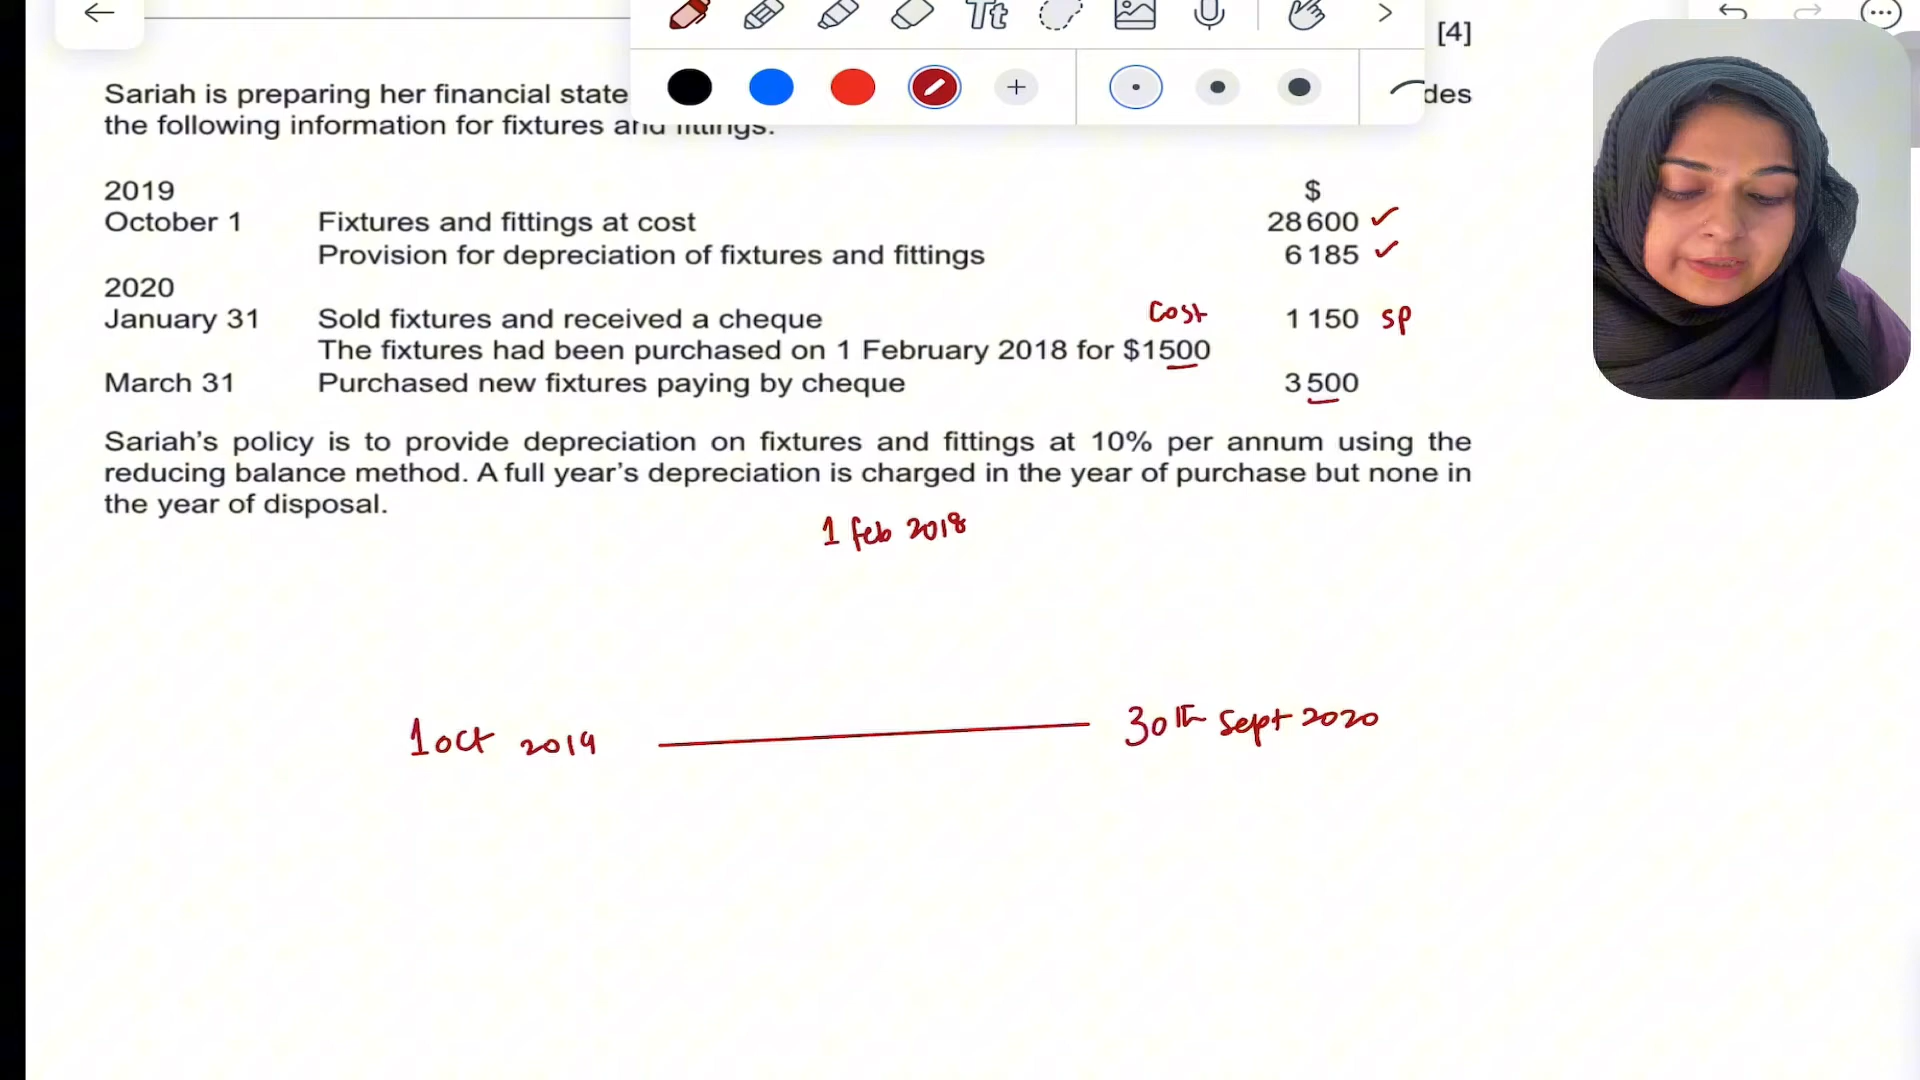 [4]
Tt
Sariah is preparing her financial state des
the following information for fixtures and fittings.
2019 $
October 1 Fixtures and fittings at cost 28 600 ✓
Provision for depreciation of fixtures and fittings 6 185 ✓
2020
January 31 Sold fixtures and received a cheque Cost 1 150 SP
The fixtures had been purchased on 1 February 2018 for $1500
March 31 Purchased new fixtures paying by cheque 3 500
Sariah’s policy is to provide depreciation on fixtures and fittings at 10% per annum using the
reducing balance method. A full year’s depreciation is charged in the year of purchase but none in
the year of disposal.
1 feb 2018
1 oct 2019 30th Sept 2020